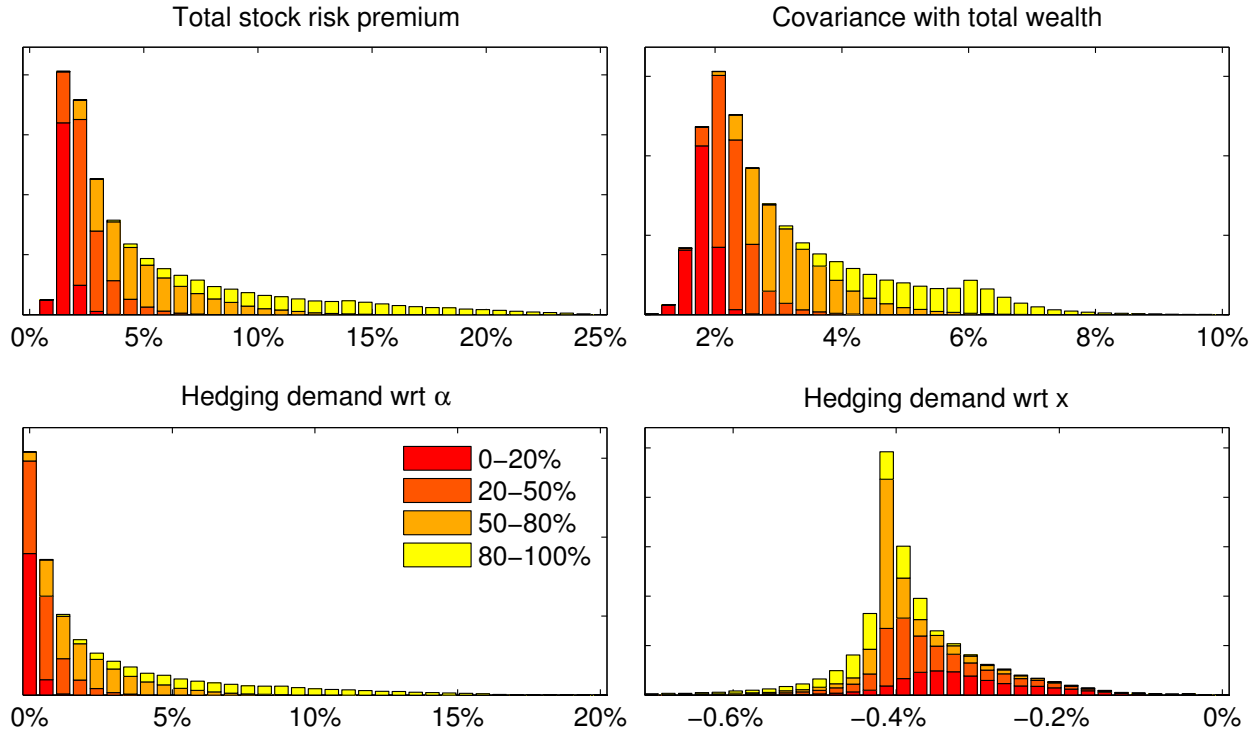 Total stock risk premium
0% 5% 10% 15% 20% 25%
Covariance with total wealth
2% 4% 6% 8% 10%
Hedging demand wrt α
0−20%
20−50%
50−80%
80−100%
0% 5% 10% 15% 20%
Hedging demand wrt x
−0.6% −0.4% −0.2% 0%